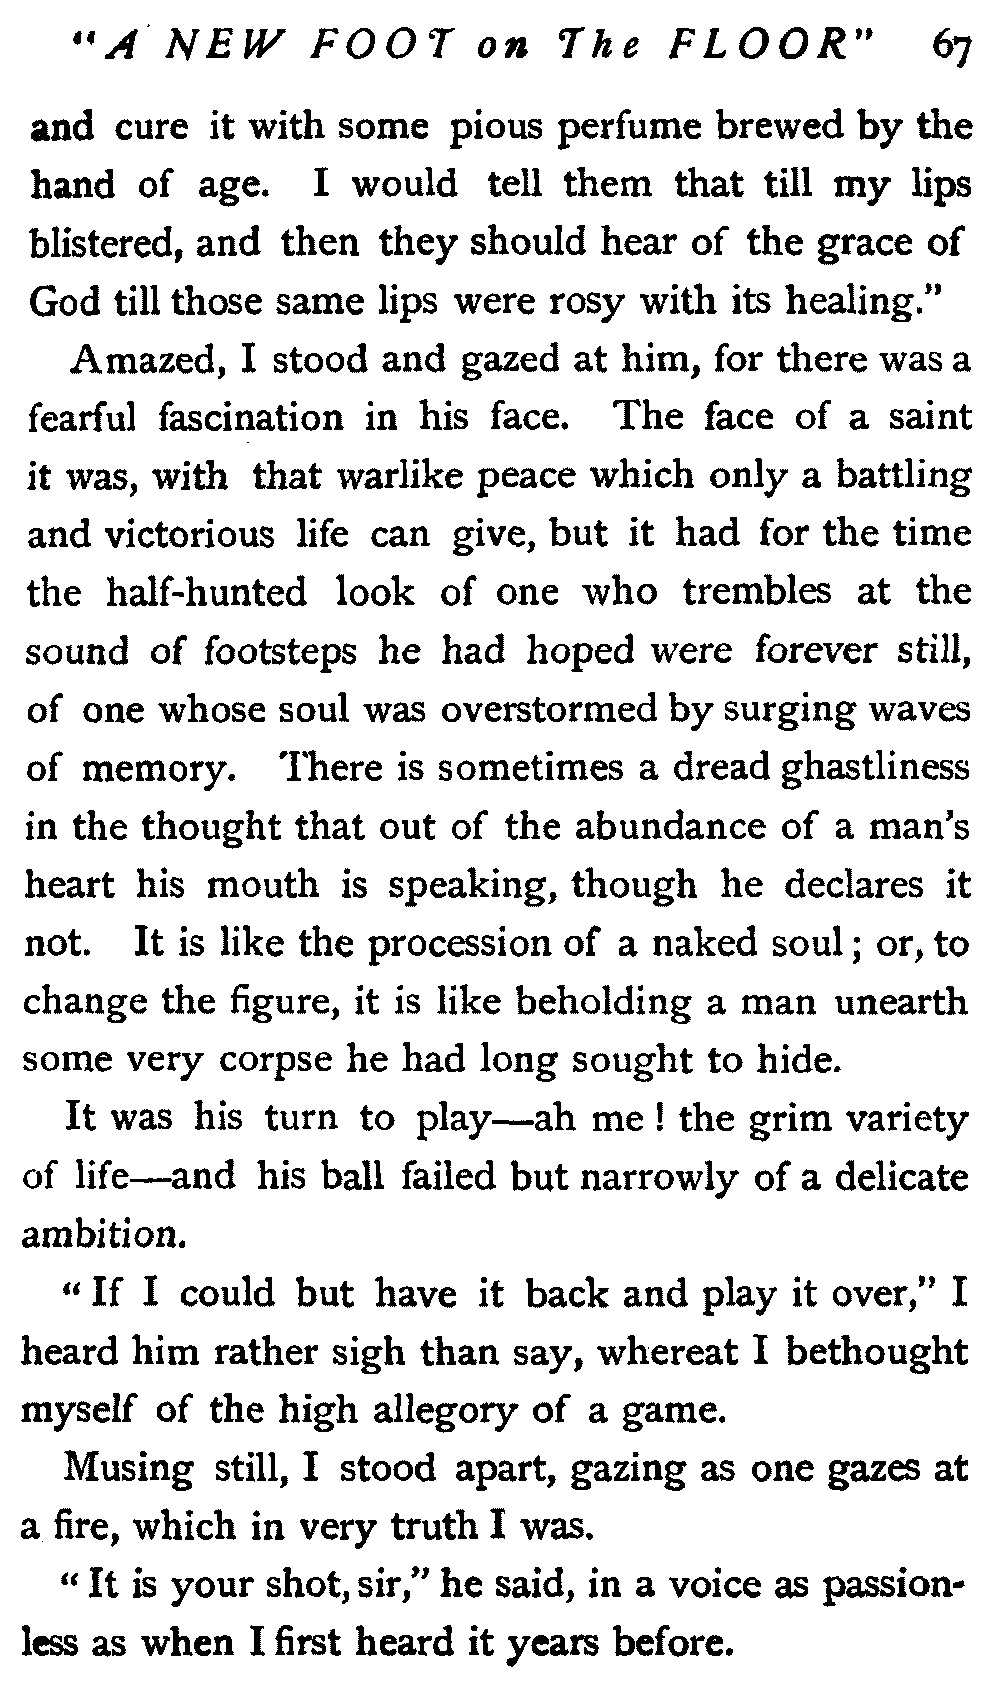 "A NEW FOOT on The FLOOR" 67
and cure it with some pious perfume brewed by the
hand of age. I would tell them that till my lips
blistered, and then they should hear of the grace of
God till those same lips were rosy with its healing."
Amazed, I stood and gazed at him, for there was a
fearful fascination in his face. The face of a saint
it was, with that warlike peace which only a battling
and victorious life can give, but it had for the time
the half-hunted look of one who trembles at the
sound of footsteps he had hoped were forever still,
of one whose soul was overstormed by surging waves
of memory. There is sometimes a dread ghastliness
in the thought that out of the abundance of a man's
heart his mouth is speaking, though he declares it
not. It is like the procession of a naked soul; or, to
change the figure, it is like beholding a man unearth
some very corpse he had long sought to hide.
It was his turn to play—ah me! the grim variety
of life—and his ball failed but narrowly of a delicate
ambition.
"If I could but have it back and play it over," I
heard him rather sigh than say, whereat I bethought
myself of the high allegory of a game.
Musing still, I stood apart, gazing as one gazes at
a fire, which in very truth I was.
"It is your shot, sir," he said, in a voice as passion-
less as when I first heard it years before.